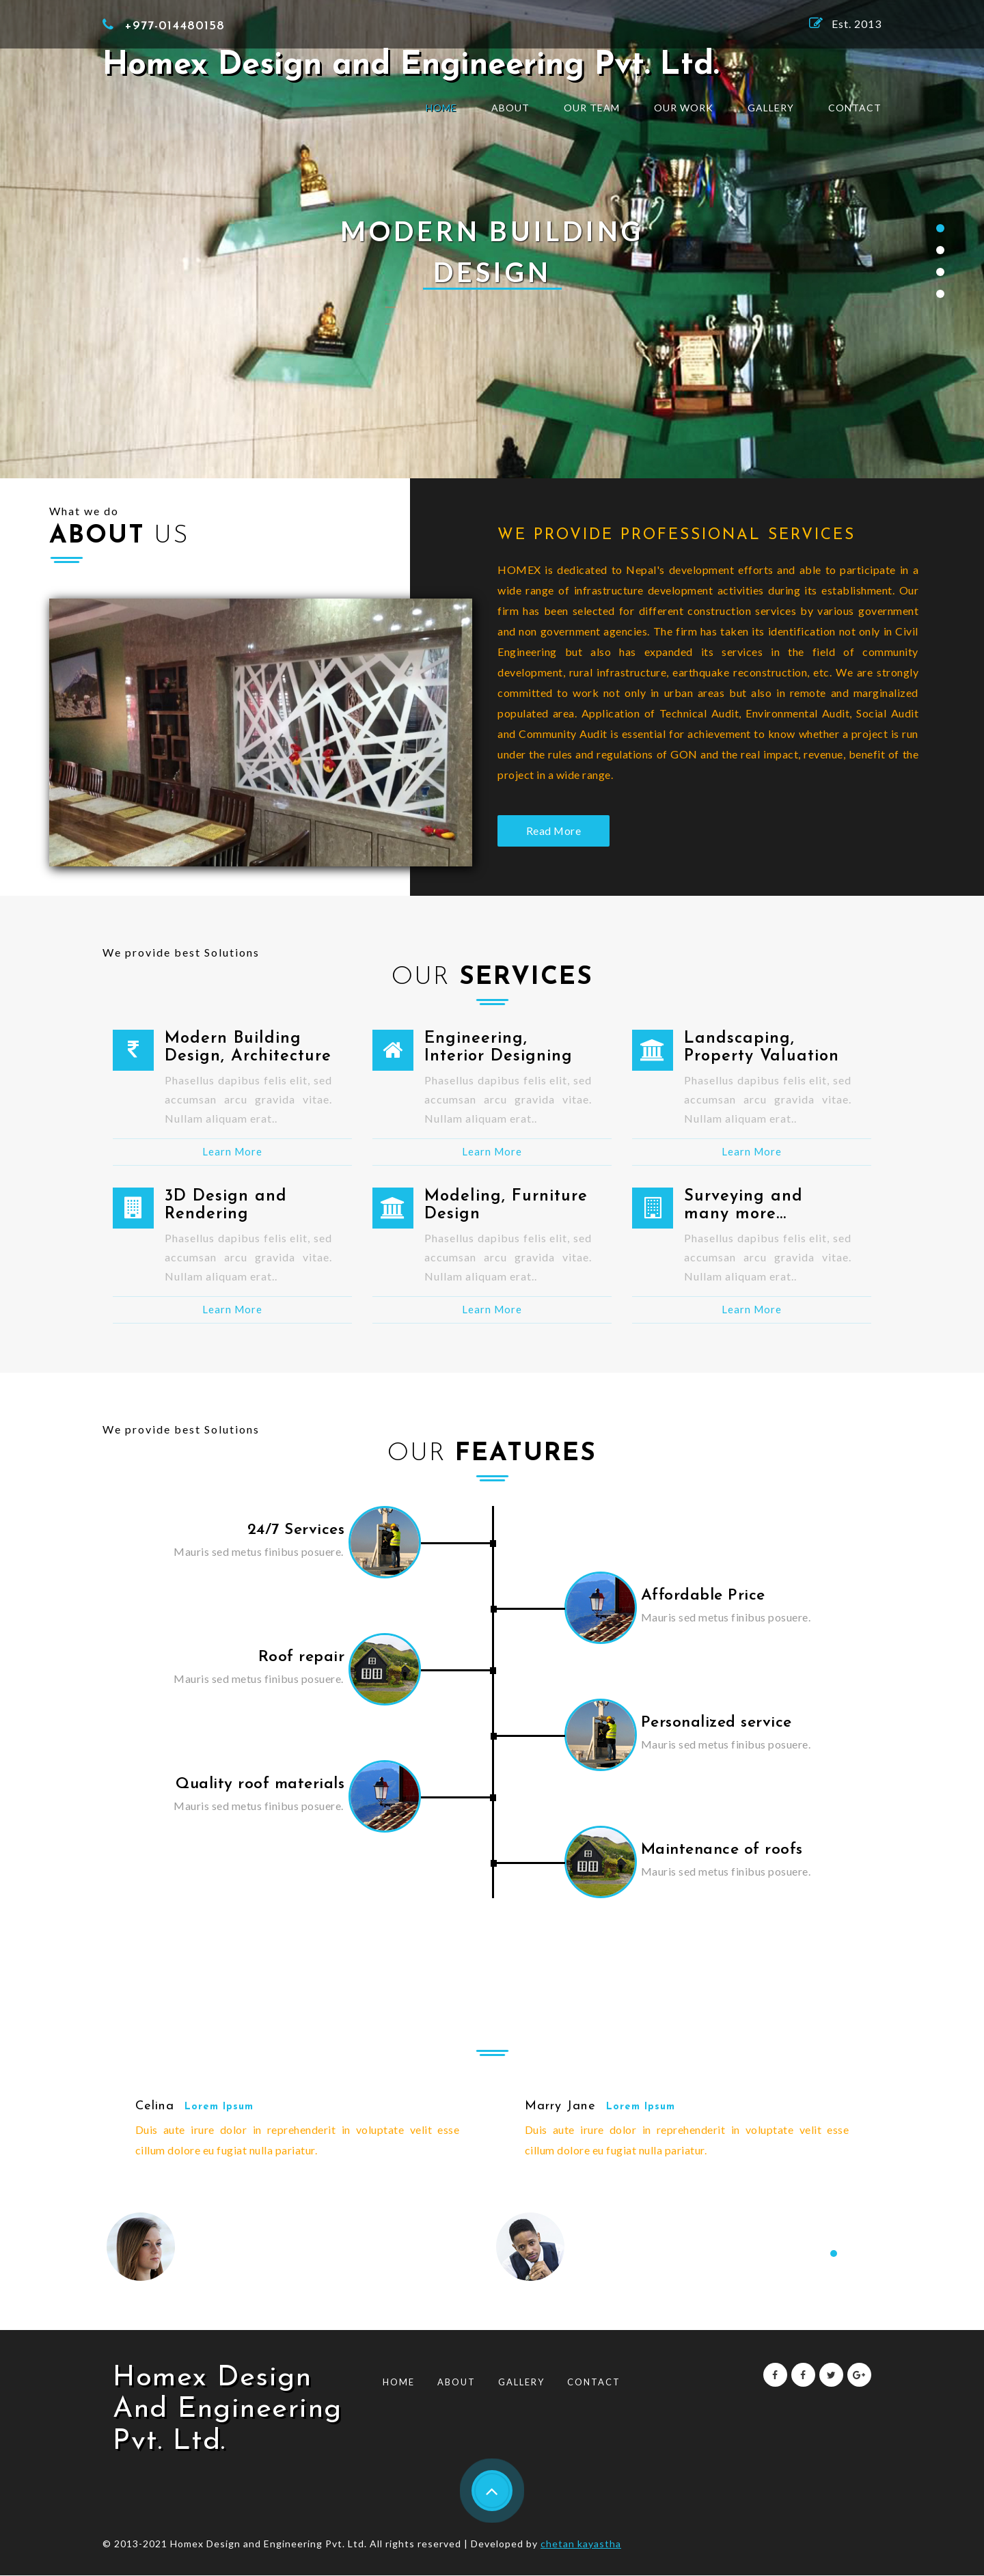 +977-014480158
Est. 2013
Homex Design and Engineering Pvt. Ltd.
HOME ABOUT OUR TEAM OUR WORK GALLERY CONTACT
MODERN BUILDING
DESIGN
What we do
ABOUT US
WE PROVIDE PROFESSIONAL SERVICES
HOMEX is dedicated to Nepal's development efforts and able to participate in a
wide range of infrastructure development activities during its establishment. Our
firm has been selected for different construction services by various government
and non government agencies. The firm has taken its identification not only in Civil
Engineering but also has expanded its services in the field of community
development, rural infrastructure, earthquake reconstruction, etc. We are strongly
committed to work not only in urban areas but also in remote and marginalized
populated area. Application of Technical Audit, Environmental Audit, Social Audit
and Community Audit is essential for achievement to know whether a project is run
under the rules and regulations of GON and the real impact, revenue, benefit of the
project in a wide range.
Read More
We provide best Solutions
OUR SERVICES
Modern Building
Design, Architecture
Phasellus dapibus felis elit, sed
accumsan arcu gravida vitae.
Nullam aliquam erat..
Learn More
Engineering,
Interior Designing
Phasellus dapibus felis elit, sed
accumsan arcu gravida vitae.
Nullam aliquam erat..
Learn More
Landscaping,
Property Valuation
Phasellus dapibus felis elit, sed
accumsan arcu gravida vitae.
Nullam aliquam erat..
Learn More
3D Design and
Rendering
Phasellus dapibus felis elit, sed
accumsan arcu gravida vitae.
Nullam aliquam erat..
Learn More
Modeling, Furniture
Design
Phasellus dapibus felis elit, sed
accumsan arcu gravida vitae.
Nullam aliquam erat..
Learn More
Surveying and
many more...
Phasellus dapibus felis elit, sed
accumsan arcu gravida vitae.
Nullam aliquam erat..
Learn More
We provide best Solutions
OUR FEATURES
24/7 Services
Mauris sed metus finibus posuere.
Affordable Price
Mauris sed metus finibus posuere.
Roof repair
Mauris sed metus finibus posuere.
Personalized service
Mauris sed metus finibus posuere.
Quality roof materials
Mauris sed metus finibus posuere.
Maintenance of roofs
Mauris sed metus finibus posuere.
Celina Lorem Ipsum
Duis aute irure dolor in reprehenderit in voluptate velit esse
cillum dolore eu fugiat nulla pariatur.
Marry Jane Lorem Ipsum
Duis aute irure dolor in reprehenderit in voluptate velit esse
cillum dolore eu fugiat nulla pariatur.
Homex Design
And Engineering
Pvt. Ltd.
HOME ABOUT GALLERY CONTACT
© 2013-2021 Homex Design and Engineering Pvt. Ltd. All rights reserved | Developed by chetan kayastha